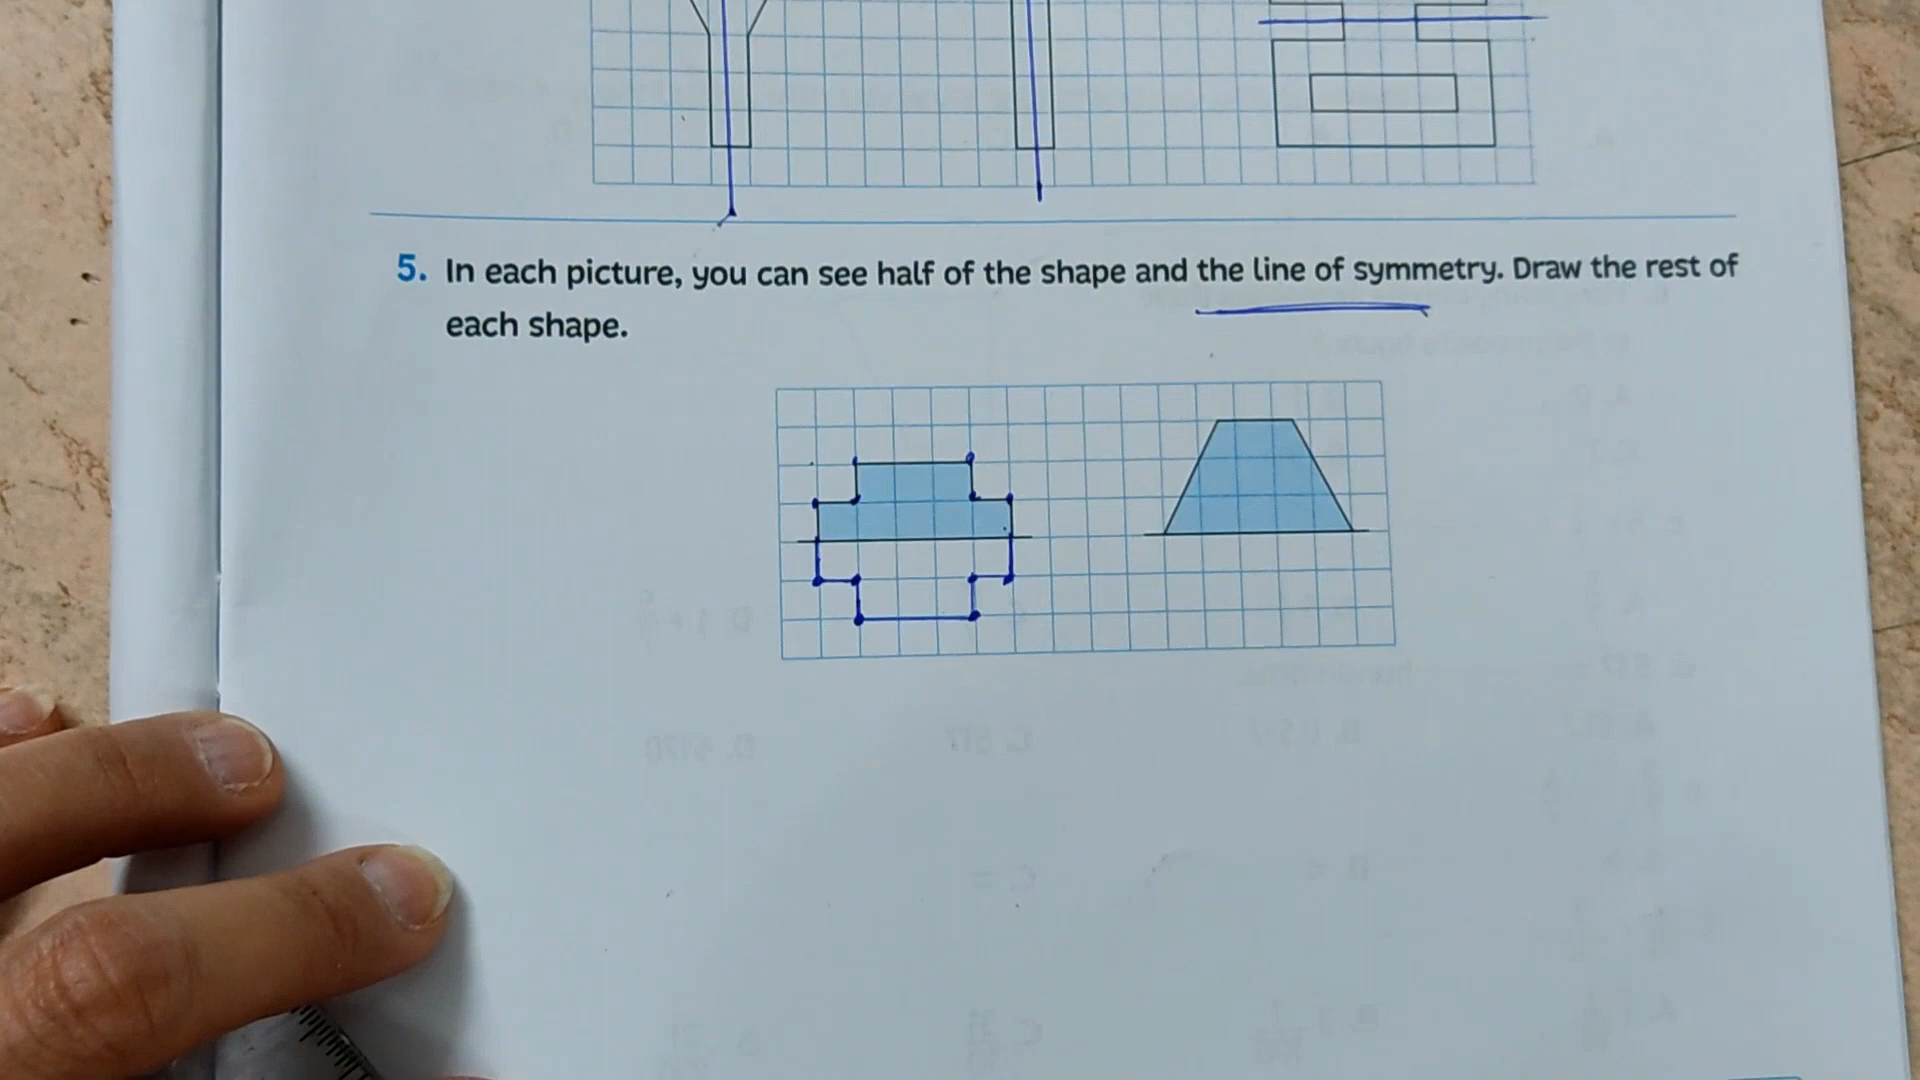 5. In each picture, you can see half of the shape and the line of symmetry. Draw the rest of
each shape.